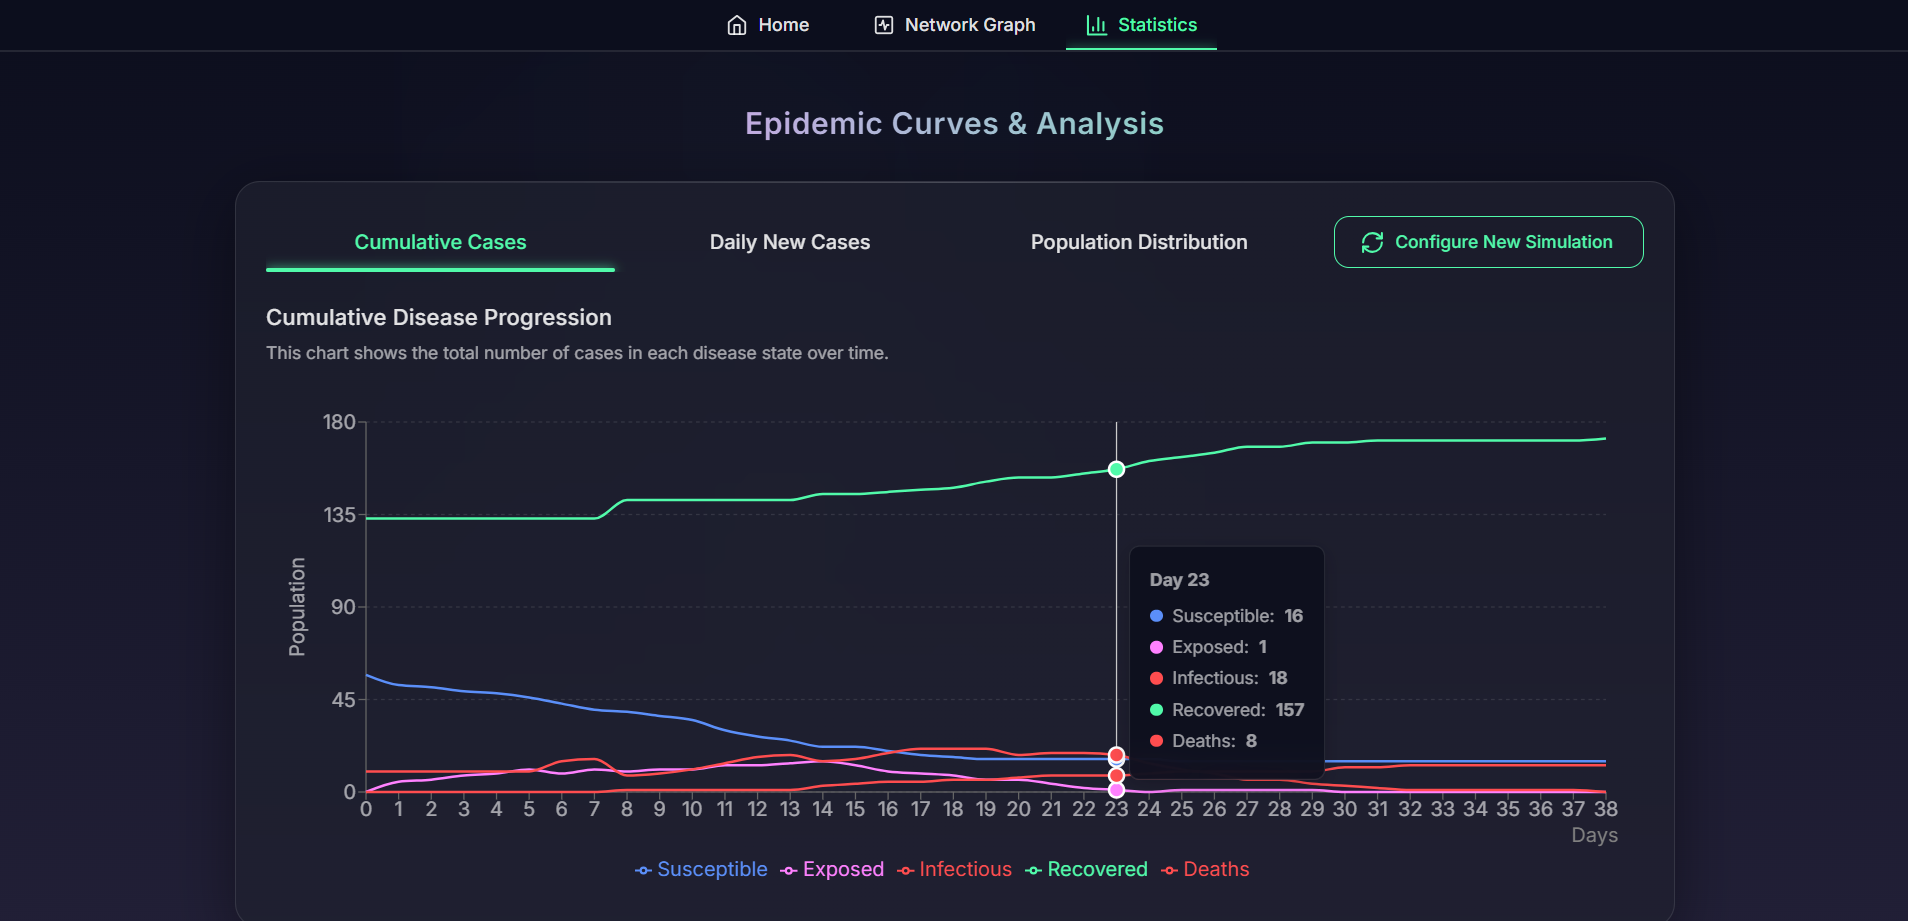 Home Network Graph Statistics
Epidemic Curves & Analysis
Cumulative Cases Daily New Cases Population Distribution Configure New Simulation
Cumulative Disease Progression
This chart shows the total number of cases in each disease state over time.
180
135
90
45
0
Population
Day 23
Susceptible: 16
Exposed: 1
Infectious: 18
Recovered: 157
Deaths: 8
0 1 2 3 4 5 6 7 8 9 10 11 12 13 14 15 16 17 18 19 20 21 22 23 24 25 26 27 28 29 30 31 32 33 34 35 36 37 38
Days
Susceptible Exposed Infectious Recovered Deaths